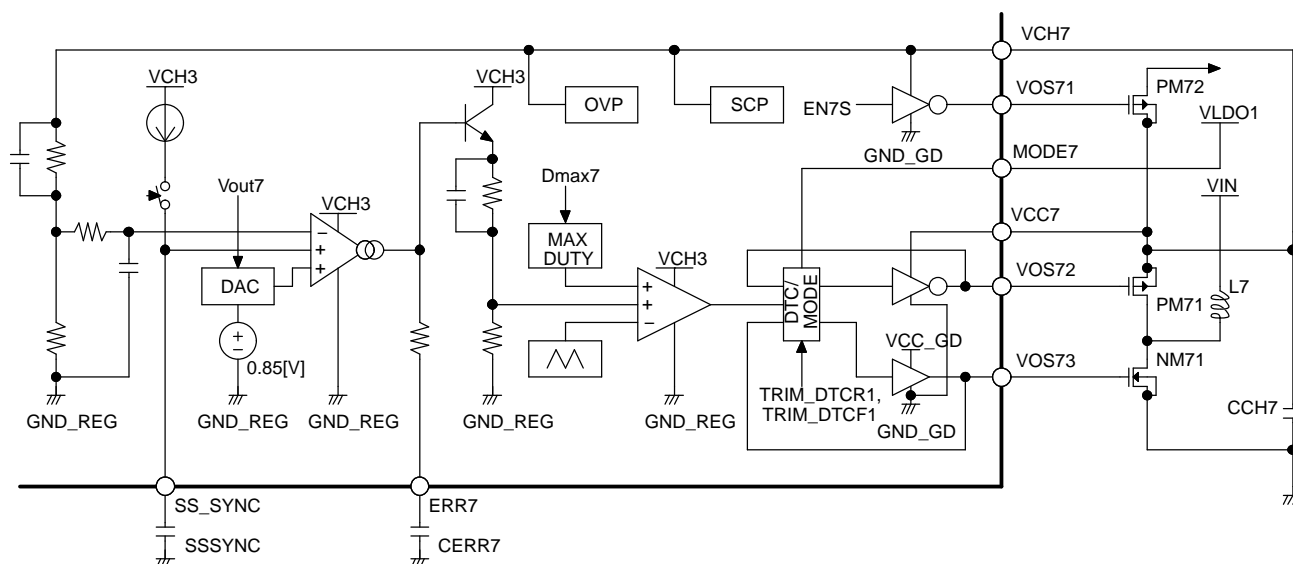 VCH7
VCH3
VCH3
OVP
SCP
EN7S
VOS71
PM72
GND_GD
VLDO1
MODE7
Vout7
Dmax7
VIN
VCH3
VCC7
−
+
+
MAX
DUTY
VCH3
DAC
+
+
−
DTC/
MODE
VOS72
L7
PM71
+
−
0.85[V]
VCC_GD
VOS73
NM71
TRIM_DTCR1,
TRIM_DTCF1
GND_REG
GND_REG
GND_REG
GND_REG
GND_REG
GND_GD
CCH7
SS_SYNC
ERR7
SSSYNC
CERR7